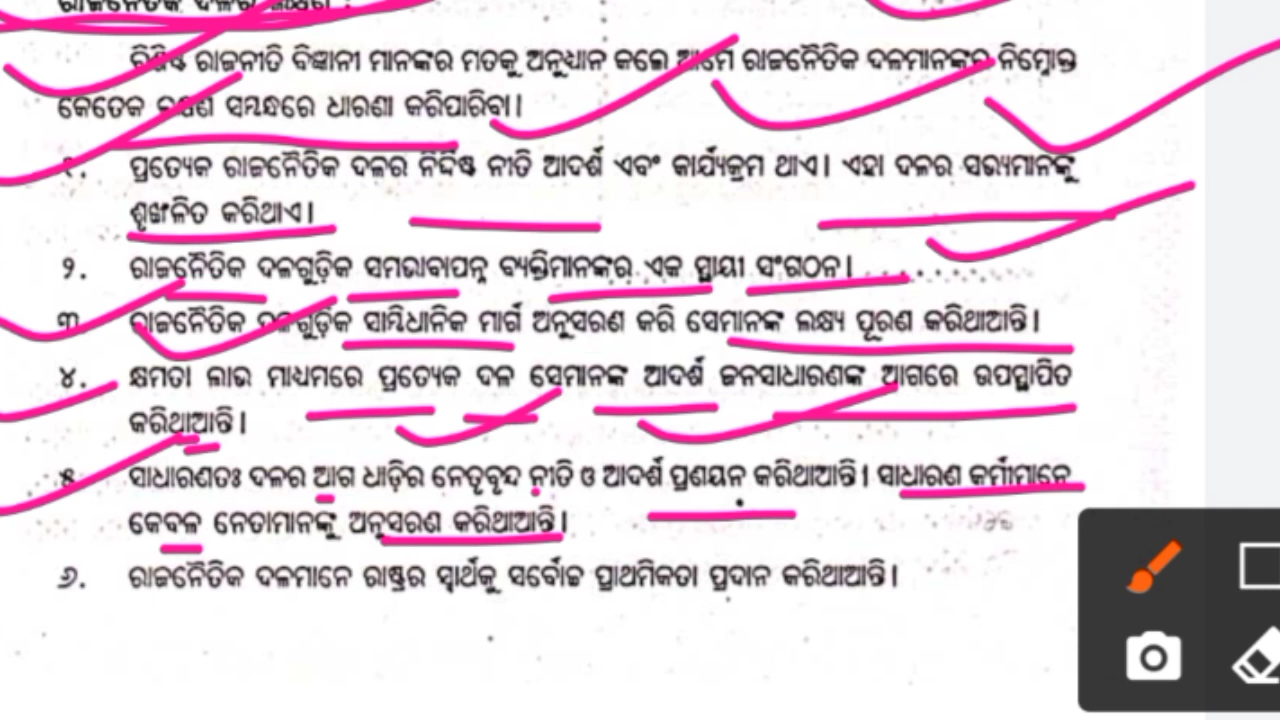 ରାଜନୈତିକ ଦଳର ଲକ୍ଷଣ :
ବିଶିଷ୍ଟ ରାଜନୀତି ବିଜ୍ଞାନୀ ମାନଙ୍କର ମତକୁ ଅନୁଧ୍ୟାନ କଲେ ଆମେ ରାଜନୈତିକ ଦଳମାନଙ୍କର ନିମ୍ନୋକ୍ତ
କେତେକ ଲକ୍ଷଣ ସମ୍ବନ୍ଧରେ ଧାରଣା କରିପାରିବା।
୧. ପ୍ରତ୍ୟେକ ରାଜନୈତିକ ଦଳର ନିର୍ଦ୍ଦିଷ୍ଟ ନୀତି ଆଦର୍ଶ ଏବଂ କାର୍ଯ୍ୟକ୍ରମ ଥାଏ। ଏହା ଦଳର ସଭ୍ୟମାନଙ୍କୁ
ଶୃଙ୍ଖଳିତ କରିଥାଏ।
୨. ରାଜନୈତିକ ଦଳଗୁଡ଼ିକ ସମଭାବାପନ୍ନ ବ୍ୟକ୍ତିମାନଙ୍କର ଏକ ସ୍ଥାୟୀ ସଂଗଠନ।
୩. ରାଜନୈତିକ ଦଳଗୁଡ଼ିକ ସାମ୍ବିଧାନିକ ମାର୍ଗ ଅନୁସରଣ କରି ସେମାନଙ୍କ ଲକ୍ଷ୍ୟ ପୂରଣ କରିଥାଆନ୍ତି।
୪. କ୍ଷମତା ଲାଭ ମାଧ୍ୟମରେ ପ୍ରତ୍ୟେକ ଦଳ ସେମାନଙ୍କ ଆଦର୍ଶ ଜନସାଧାରଣଙ୍କ ଆଗରେ ଉପସ୍ଥାପିତ
କରିଥାଆନ୍ତି।
୫. ସାଧାରଣତଃ ଦଳର ଆଗ ଧାଡ଼ିର ନେତୃବୃନ୍ଦ ନୀତି ଓ ଆଦର୍ଶ ପ୍ରଣୟନ କରିଥାଆନ୍ତି। ସାଧାରଣ କର୍ମୀମାନେ
କେବଳ ନେତାମାନଙ୍କୁ ଅନୁସରଣ କରିଥାଆନ୍ତି।
୬. ରାଜନୈତିକ ଦଳମାନେ ରାଷ୍ଟ୍ରର ସ୍ୱାର୍ଥକୁ ସର୍ବୋଚ୍ଚ ପ୍ରାଥମିକତା ପ୍ରଦାନ କରିଥାଆନ୍ତି।